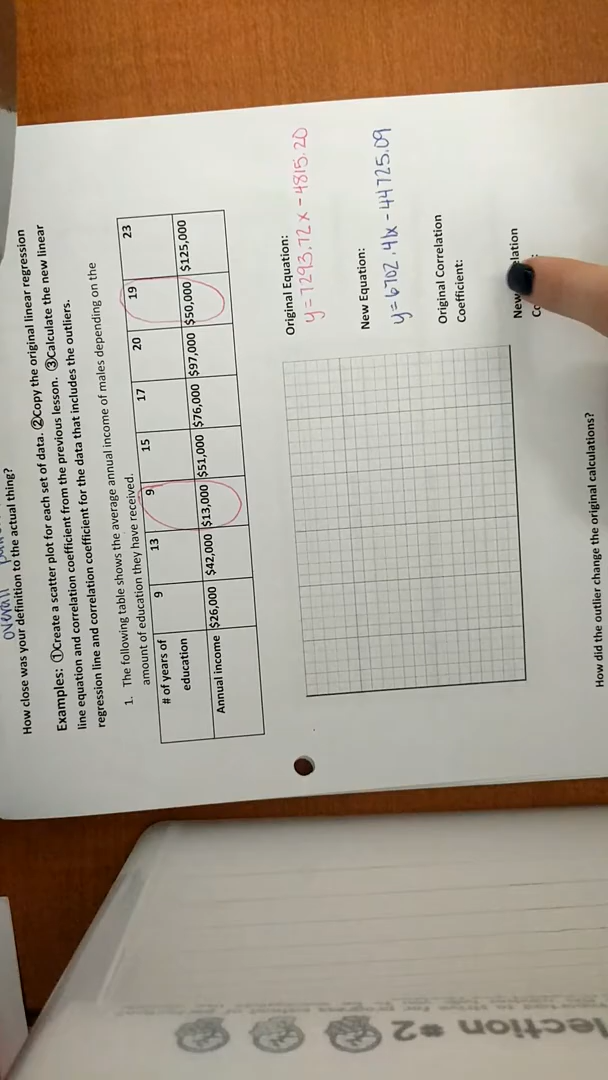 overall
How close was your definition to the actual thing?
Examples: ①Create a scatter plot for each set of data. ②Copy the original linear regression
line equation and correlation coefficient from the previous lesson. ③Calculate the new linear
regression line and correlation coefficient for the data that includes the outliers.
1. The following table shows the average annual income of males depending on the
amount of education they have received.
# of years of education 9 13 9 15 17 20 19 23
Annual income $26,000 $42,000 $13,000 $51,000 $76,000 $97,000 $50,000 $125,000
Original Equation:
y=7293.72x-4815.20
New Equation:
y=6702.41x-44725.09
Original Correlation
Coefficient:
New
How did the outlier change the original calculations?
#2